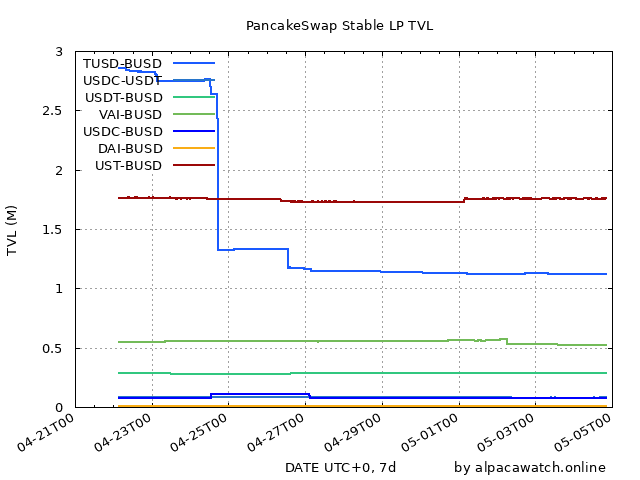 PancakeSwap Stable LP TVL
TVL (M)
3
2.5
2
1.5
1
0.5
0
TUSD-BUSD
USDC-USDT
USDT-BUSD
VAI-BUSD
USDC-BUSD
DAI-BUSD
UST-BUSD
04-21T00
04-23T00
04-25T00
04-27T00
04-29T00
05-01T00
05-03T00
05-05T00
DATE UTC+0, 7d
by alpacawatch.online